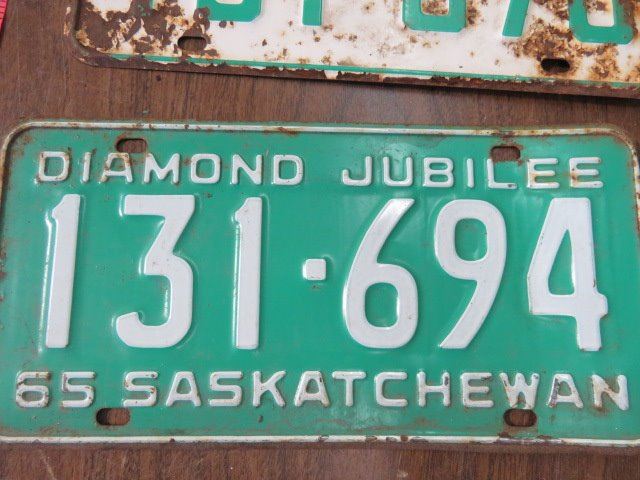 DIAMOND JUBILEE
131·694
65 SASKATCHEWAN